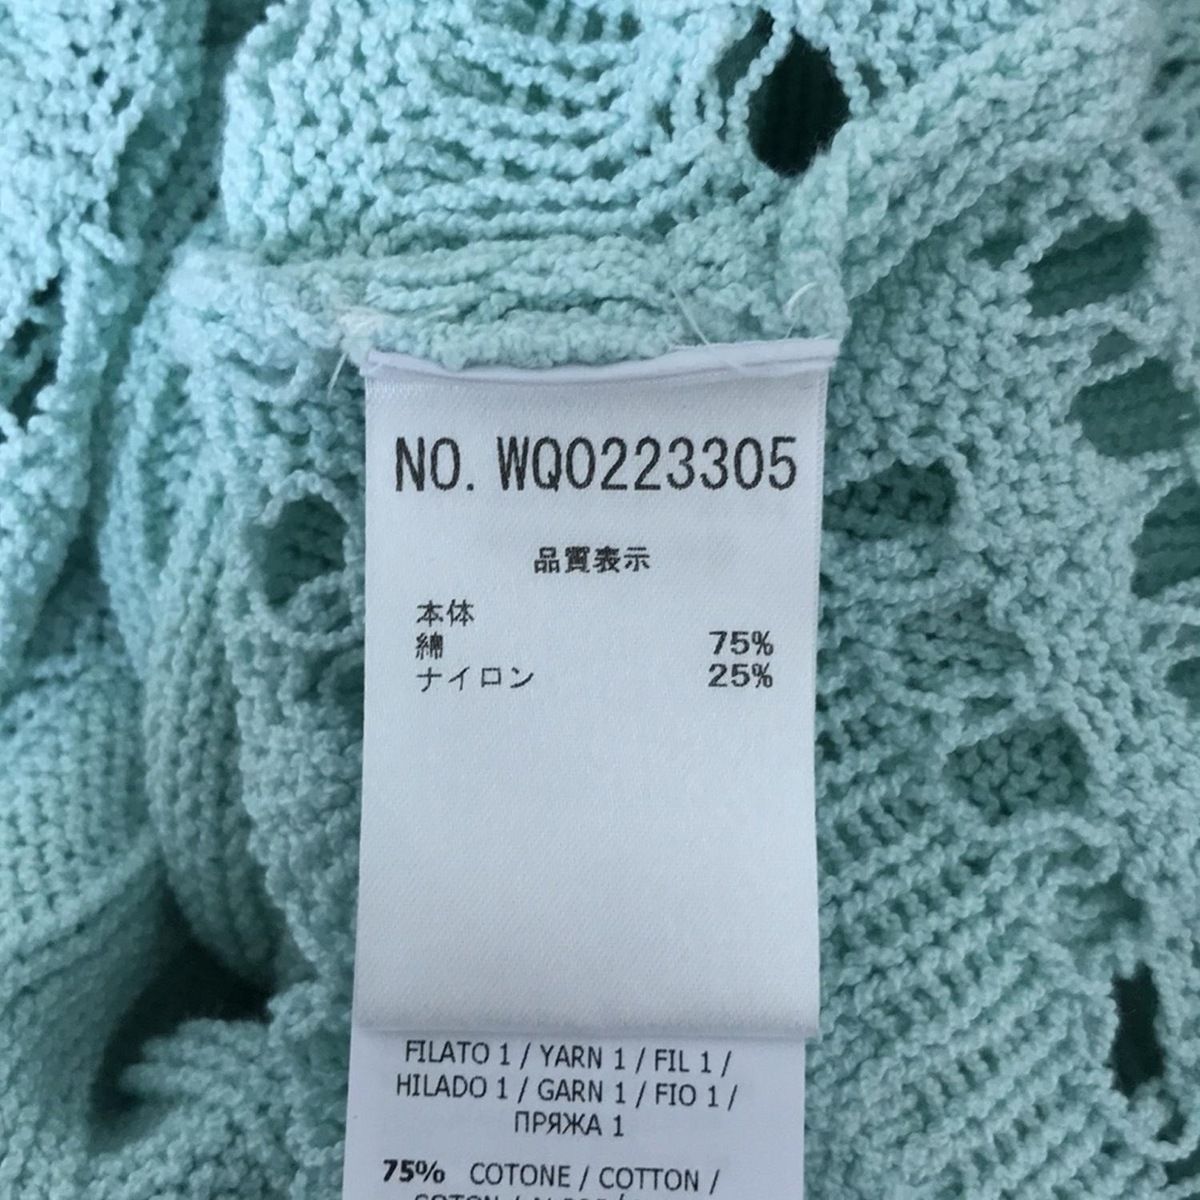 NO. WQ0223305
品質表示
本体
綿 75%
ナイロン 25%
FILATO 1 / YARN 1 / FIL 1 /
HILADO 1 / GARN 1 / FIO 1 /
ПРЯЖА 1
75% COTONE / COTTON /